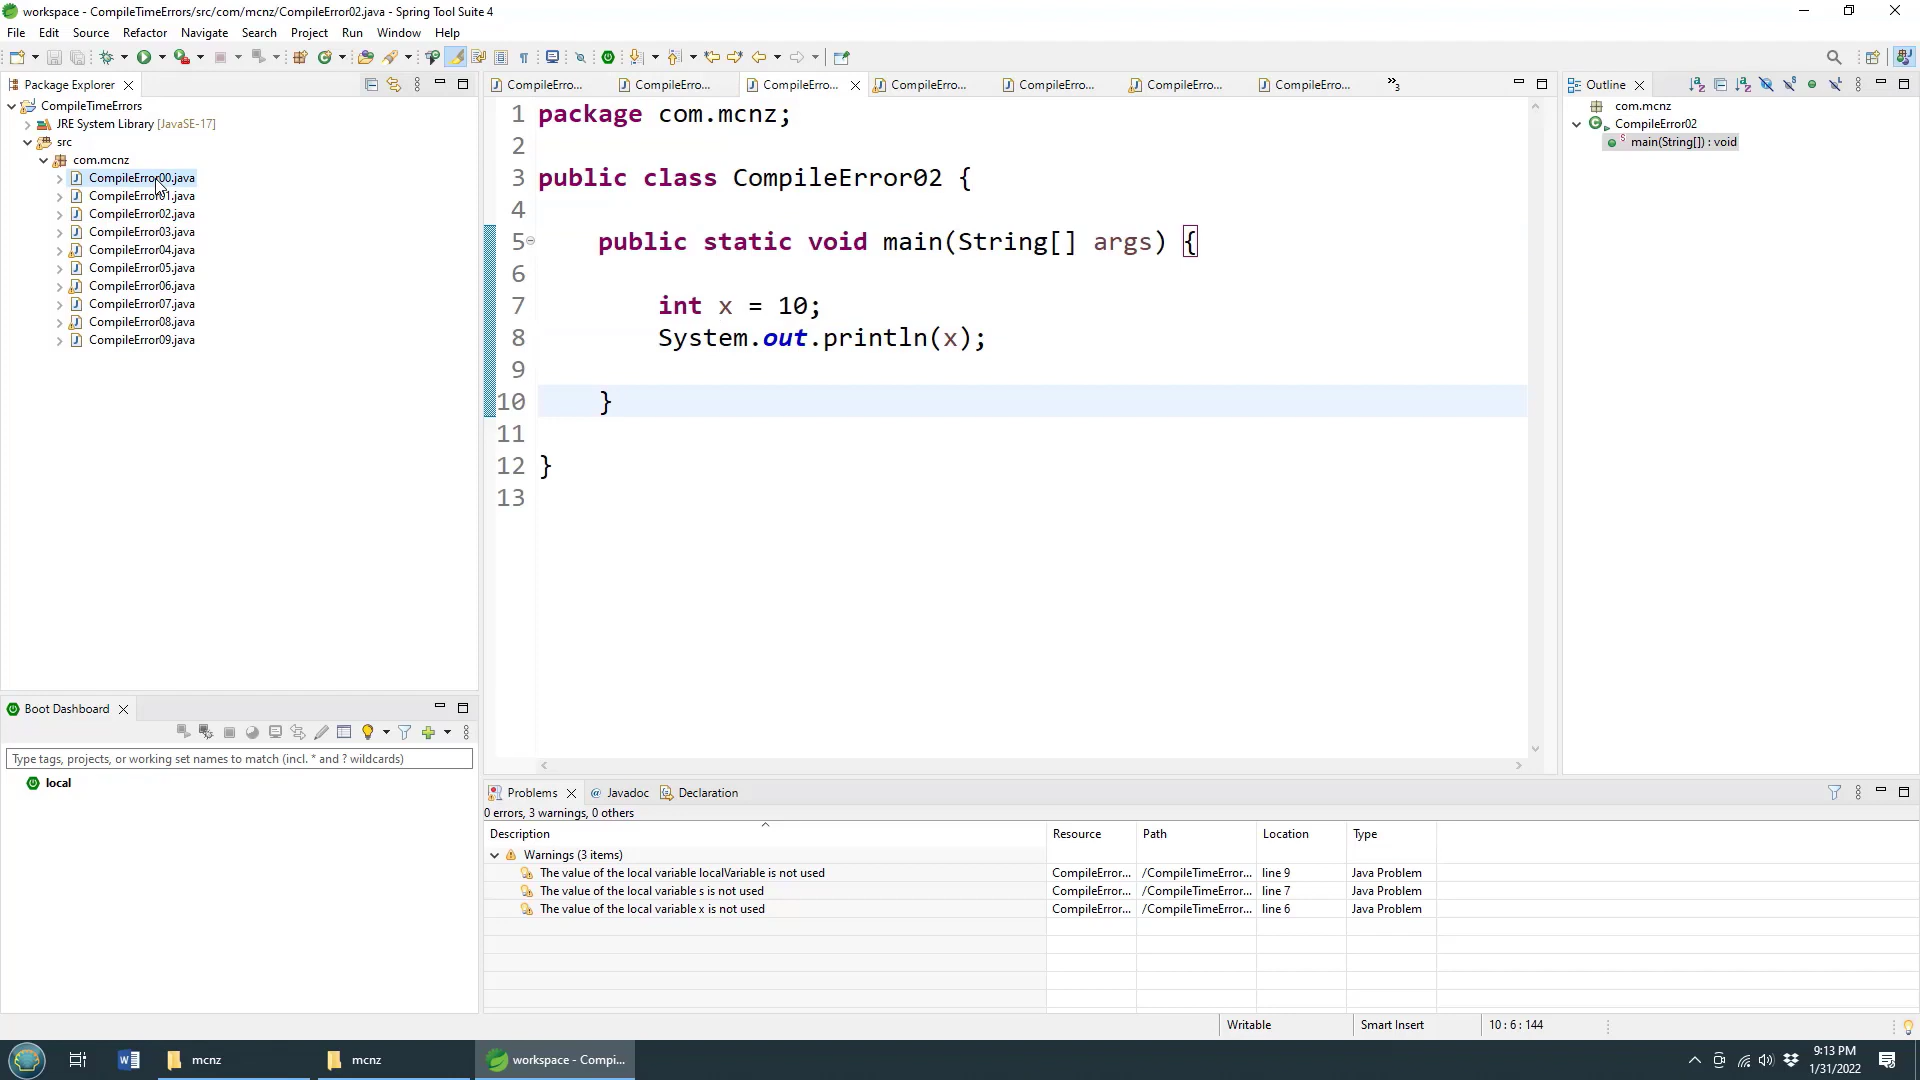 workspace - CompileTimeErrors/src/com/mcnz/CompileError02.java - Spring Tool Suite 4
File Edit Source Refactor Navigate Search Project Run Window Help
Package Explorer
CompileTimeErrors
JRE System Library [JavaSE-17]
src
com.mcnz
CompileError00.java
CompileError01.java
CompileError02.java
CompileError03.java
CompileError04.java
CompileError05.java
CompileError06.java
CompileError07.java
CompileError08.java
CompileError09.java
Boot Dashboard
Type tags, projects, or working set names to match (incl. * and ? wildcards)
local
CompileErro... CompileErro... CompileErro... CompileErro... CompileErro... CompileErro... CompileErro... »3
1 package com.mcnz;
2
3 public class CompileError02 {
4
5 public static void main(String[] args) {
6
7 int x = 10;
8 System.out.println(x);
9
10 }
11
12 }
13
Outline
com.mcnz
CompileError02
main(String[]) : void
Problems @ Javadoc Declaration
0 errors, 3 warnings, 0 others
Description Resource Path Location Type
Warnings (3 items)
The value of the local variable localVariable is not used CompileError... /CompileTimeError... line 9 Java Problem
The value of the local variable s is not used CompileError... /CompileTimeError... line 7 Java Problem
The value of the local variable x is not used CompileError... /CompileTimeError... line 6 Java Problem
Writable Smart Insert 10 : 6 : 144
mcnz mcnz workspace - Compi...
9:13 PM
1/31/2022